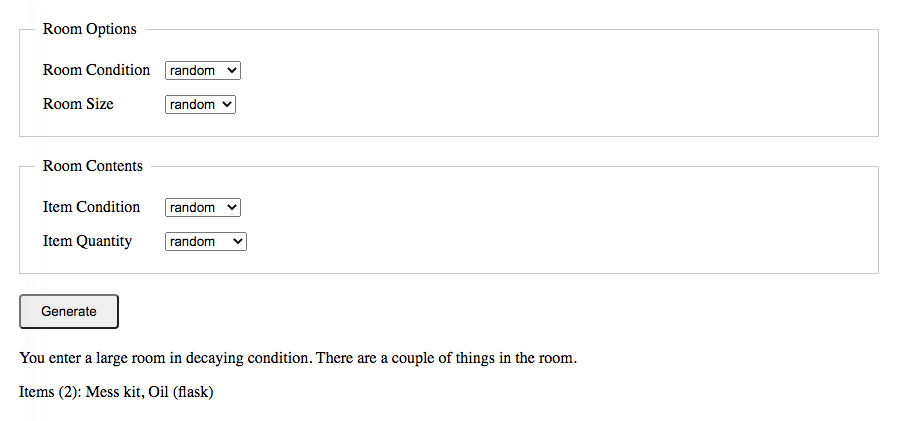 Room Options
Room Condition random
Room Size random
Room Contents
Item Condition random
Item Quantity random
Generate
You enter a large room in decaying condition. There are a couple of things in the room.
Items (2): Mess kit, Oil (flask)